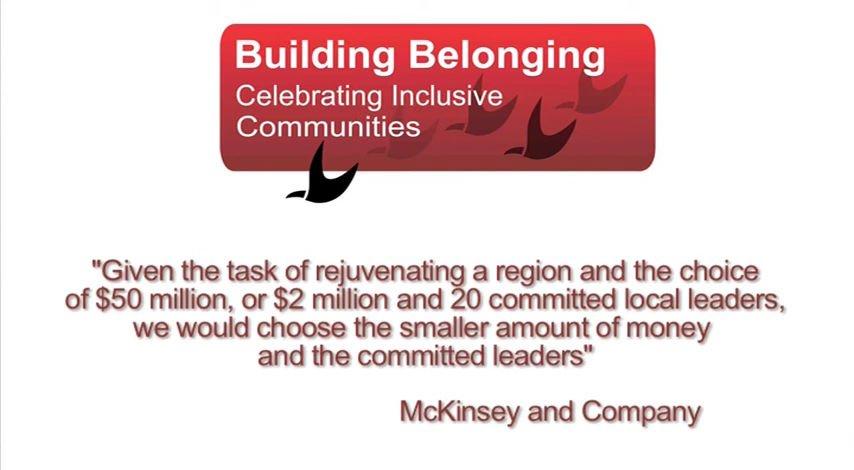 Building Belonging
Celebrating Inclusive
Communities
"Given the task of rejuvenating a region and the choice
of $50 million, or $2 million and 20 committed local leaders,
we would choose the smaller amount of money
and the committed leaders"
McKinsey and Company